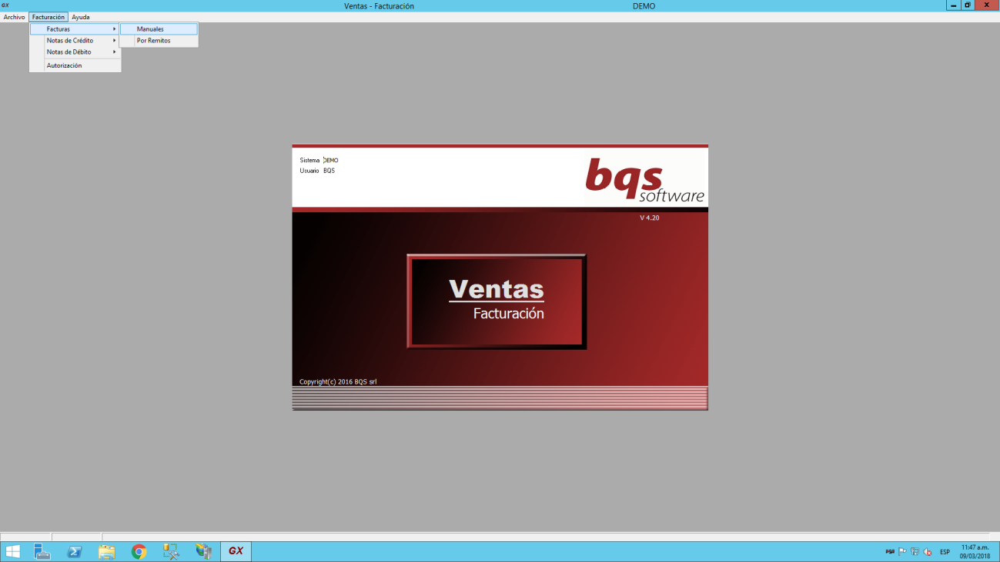 GX Ventas - Facturación DEMO
Archivo Facturación Ayuda
Facturas Manuales
Notas de Crédito Por Remitos
Notas de Débito
Autorización
Sistema DEMO
Usuario BQS
bqs
software
V 4.20
Ventas
Facturación
Copyright(c) 2016 BQS srl
GX ESP 11:47 a.m.
09/03/2018